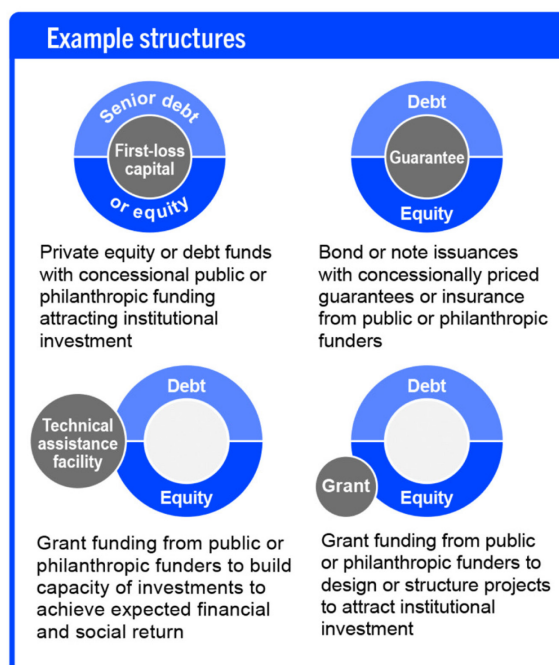 Example structures
Senior debt
First-loss
capital
or equity
Private equity or debt funds
with concessional public or
philanthropic funding
attracting institutional
investment
Debt
Guarantee
Equity
Bond or note issuances
with concessionally priced
guarantees or insurance
from public or philanthropic
funders
Debt
Technical
assistance
facility
Equity
Grant funding from public or
philanthropic funders to build
capacity of investments to
achieve expected financial
and social return
Debt
Grant
Equity
Grant funding from public
or philanthropic funders to
design or structure projects
to attract institutional
investment